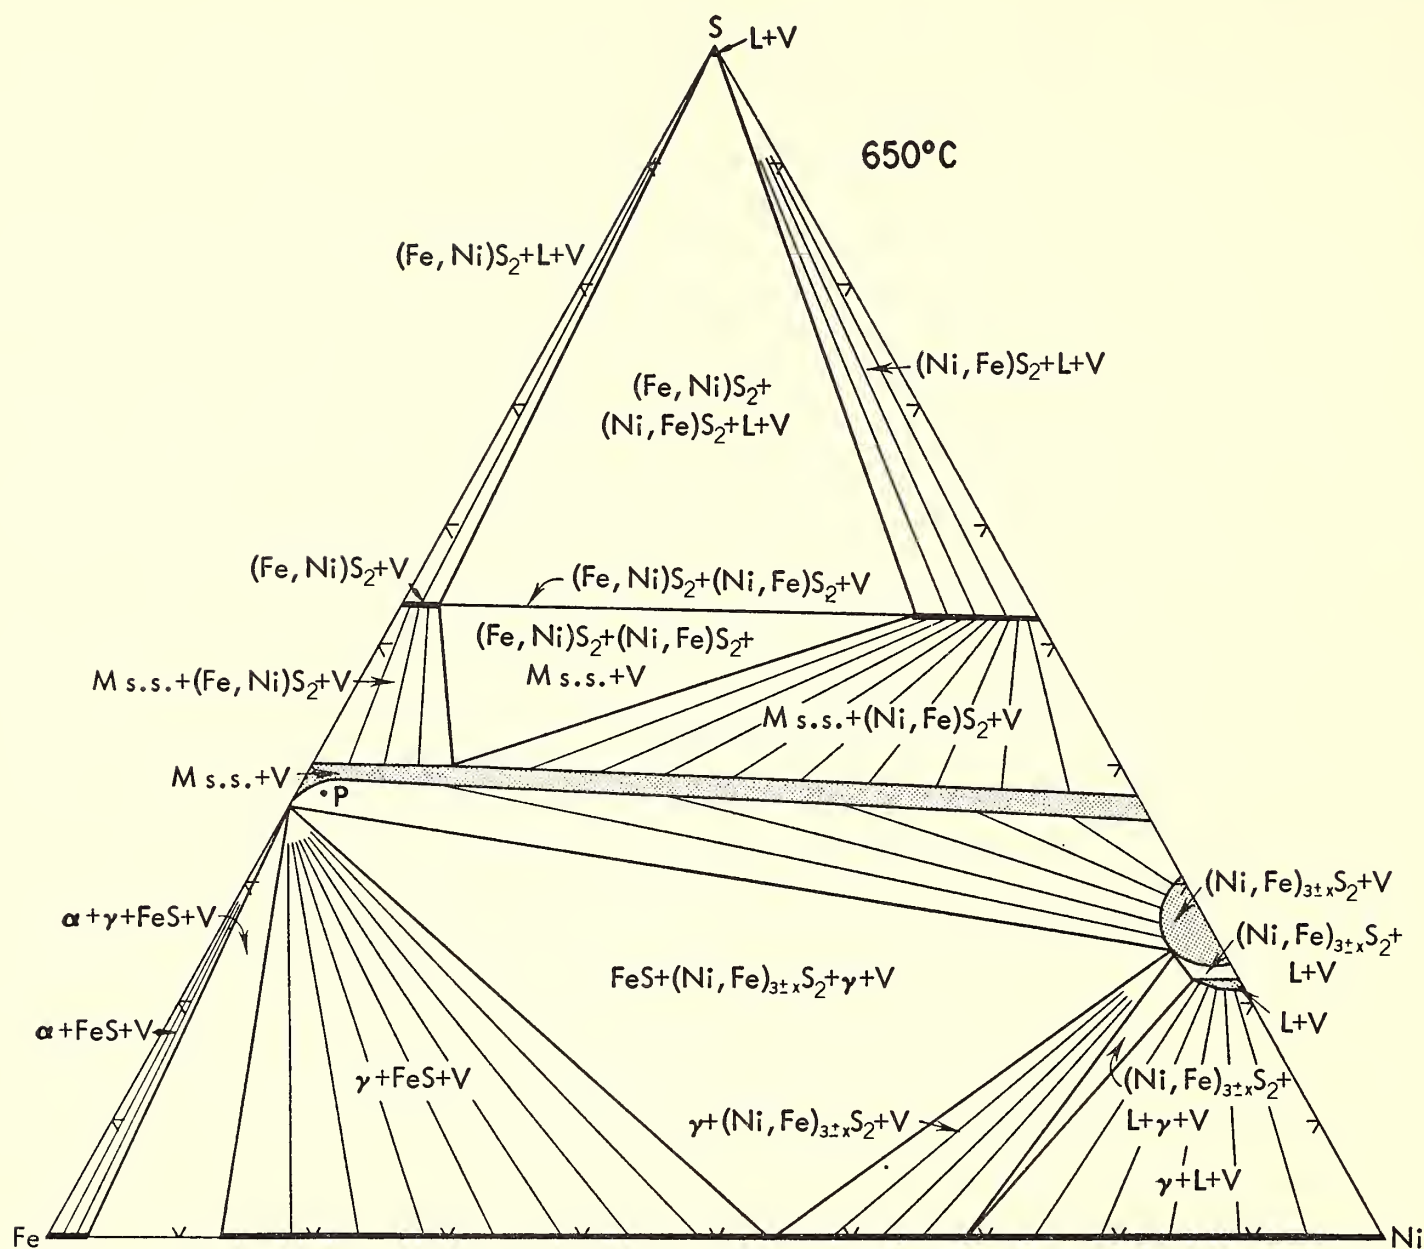 S
L+V
650°C
(Fe, Ni)S₂+L+V
(Ni, Fe)S₂+L+V
(Fe, Ni)S₂+
(Ni, Fe)S₂+L+V
(Fe, Ni)S₂+V
(Fe, Ni)S₂+(Ni, Fe)S₂+V
(Fe, Ni)S₂+(Ni, Fe)S₂+
M s.s.+V
M s.s.+(Fe, Ni)S₂+V
M s.s.+(Ni, Fe)S₂+V
M s.s.+V
•P
(Ni, Fe)₃±ₓS₂+V
α+γ+FeS+V
(Ni, Fe)₃±ₓS₂+
L+V
FeS+(Ni, Fe)₃±ₓS₂+γ+V
α+FeS+V
L+V
γ+FeS+V
(Ni, Fe)₃±ₓS₂+
L+γ+V
γ+(Ni, Fe)₃±ₓS₂+V
γ+L+V
Fe
Ni